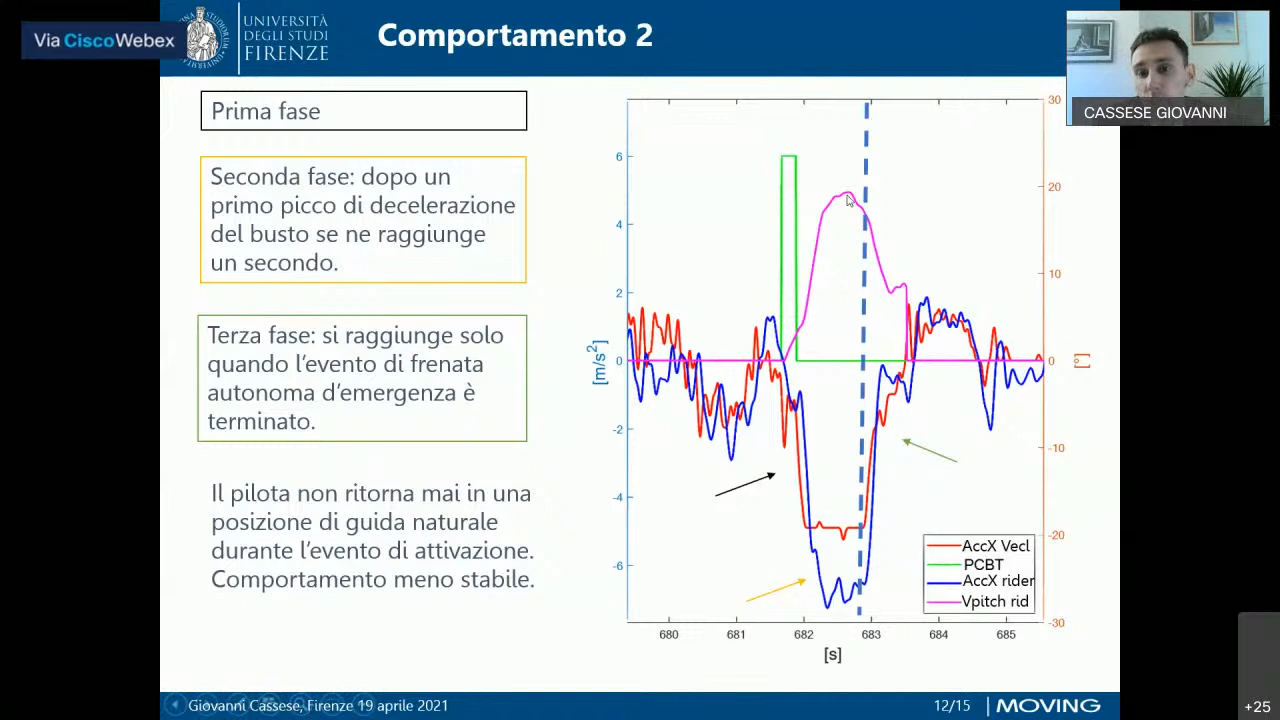 Via CiscoWebex
UNIVERSITÀ
DEGLI STUDI
FIRENZE
Comportamento 2
CASSESE GIOVANNI
Prima fase
Seconda fase: dopo un
primo picco di decelerazione
del busto se ne raggiunge
un secondo.
Terza fase: si raggiunge solo
quando l'evento di frenata
autonoma d'emergenza è
terminato.
Il pilota non ritorna mai in una
posizione di guida naturale
durante l'evento di attivazione.
Comportamento meno stabile.
6
4
2
0
-2
-4
-6
[m/s²]
30
20
10
0
-10
-20
-30
[°]
680 681 682 683 684 685
[s]
AccX Vecl
PCBT
AccX rider
Vpitch rid
Giovanni Cassese, Firenze 19 aprile 2021
12/15
MOVING
+25